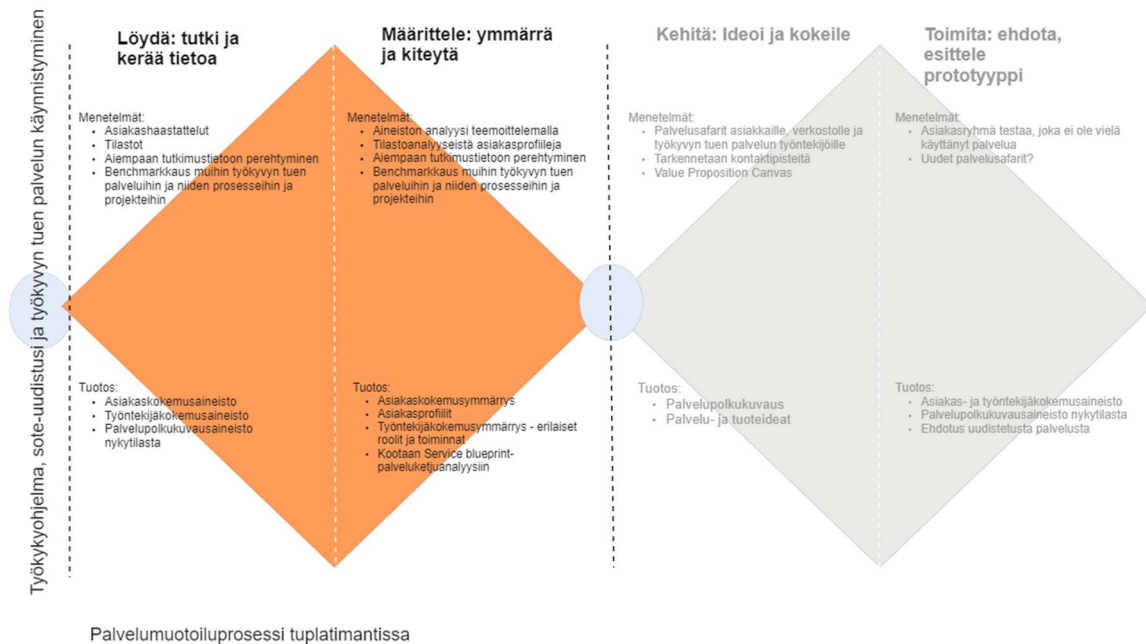 Työkykyohjelma, sote-uudistusi ja työkyvyn tuen palvelun käynnistyminen
Löydä: tutki ja
kerää tietoa
Menetelmät:
• Asiakashaastattelut
• Tilastot
• Aiempaan tutkimustietoon perehtyminen
• Benchmarkkaus muihin työkyvyn tuen
palveluihin ja niiden prosesseihin ja
projekteihin
Tuotos:
• Asiakaskokemusaineisto
• Työntekijäkokemusaineisto
• Palvelupolkukuvausaineisto
nykytilasta
Määrittele: ymmärrä
ja kiteytä
Menetelmät:
• Aineiston analyysi teemoittelemalla
• Tilastoanalyyseistä asiakasprofiileja
• Aiempaan tutkimustietoon perehtyminen
• Benchmarkkaus muihin työkyvyn tuen
palveluihin ja niiden prosesseihin ja
projekteihin
Tuotos:
• Asiakaskokemusymmärrys
• Asiakasprofiilit
• Työntekijäkokemusymmärrys - erilaiset
roolit ja toiminnat
• Kootaan Service blueprint-
palveluketjuanalyysiin
Kehitä: Ideoi ja kokeile
Menetelmät:
• Palvelusafarit asiakkaille, verkostolle ja
työkyvyn tuen palvelun työntekijöille
• Tarkennetaan kontaktipisteitä
• Value Proposition Canvas
Tuotos:
• Palvelupolkukuvaus
• Palvelu- ja tuoteideat
Toimita: ehdota,
esittele
prototyyppi
Menetelmät:
• Asiakasryhmä testaa, joka ei ole vielä
käyttänyt palvelua
• Uudet palvelusafarit?
Tuotos:
• Asiakas- ja työntekijäkokemusaineisto
• Palvelupolkukuvausaineisto nykytilasta
• Ehdotus uudistetusta palvelusta
Palvelumuotoiluprosessi tuplatimantissa